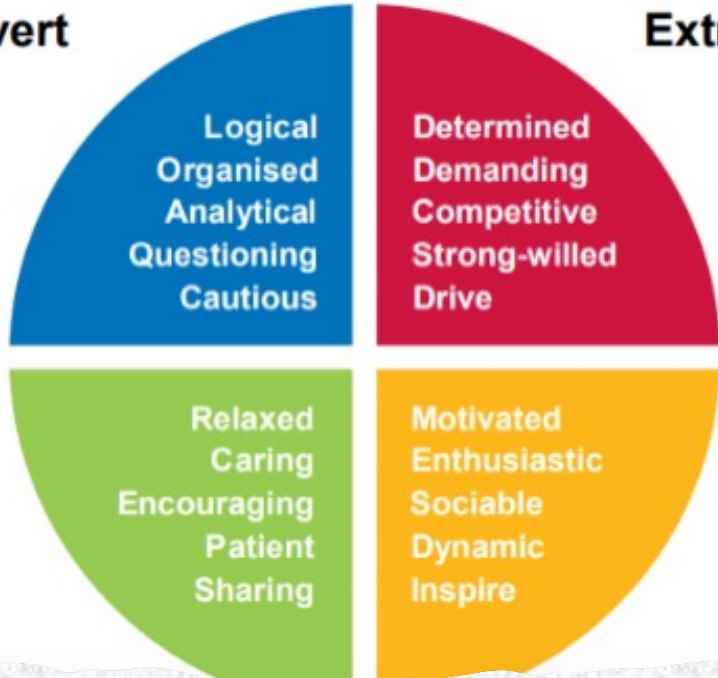 vert
Extr
Logical
Organised
Analytical
Questioning
Cautious
Determined
Demanding
Competitive
Strong-willed
Drive
Relaxed
Caring
Encouraging
Patient
Sharing
Motivated
Enthusiastic
Sociable
Dynamic
Inspire